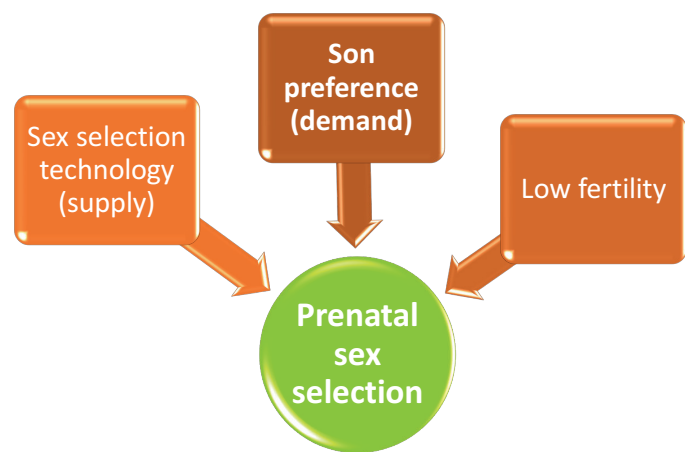 Son
preference
(demand)
Sex selection
technology
(supply)
Low fertility
Prenatal
sex
selection